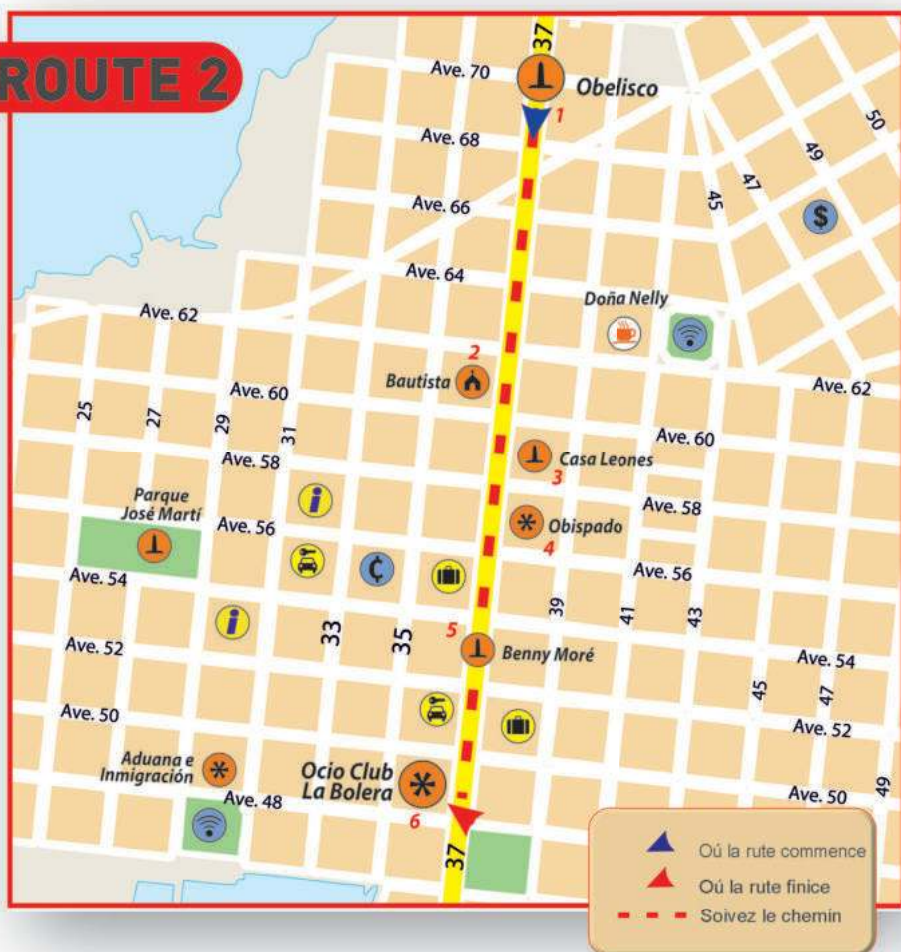 ROUTE 2
37
Ave. 70
Obelisco
1
50
Ave. 68
49
47
45
Ave. 66
$
Ave. 64
Doña Nelly
Ave. 62
2
Bautista
Ave. 62
Ave. 60
25
27
29
31
Ave. 60
Ave. 58
Casa Leones
3
Parque
José Martí
i
Ave. 58
Ave. 56
Obispado
4
₵
Ave. 56
Ave. 54
39
41
43
i
33
35
5
Ave. 52
Benny Moré
Ave. 54
45
47
Ave. 50
Ave. 52
Aduana e
Inmigración
Ocio Club
La Bolera
49
Ave. 48
Ave. 50
6
37
Oú la rute commence
Oú la rute finice
Soivez le chemin